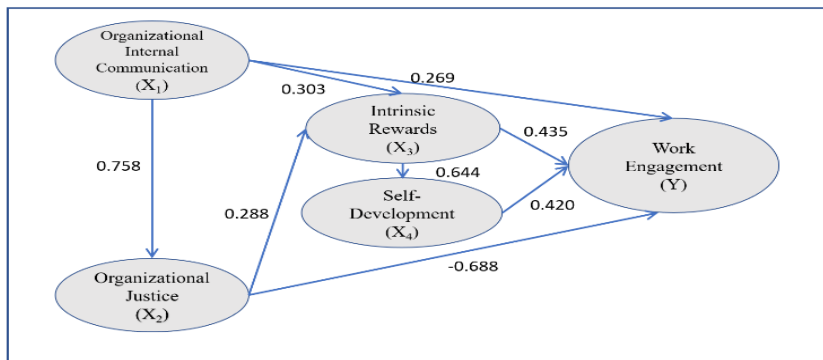 Organizational
Internal
Communication
(X₁)
0.269
0.303
Intrinsic
Rewards
(X₃)
0.435
Work
Engagement
(Y)
0.758
0.644
Self-
Development
(X₄)
0.420
0.288
Organizational
Justice
(X₂)
-0.688